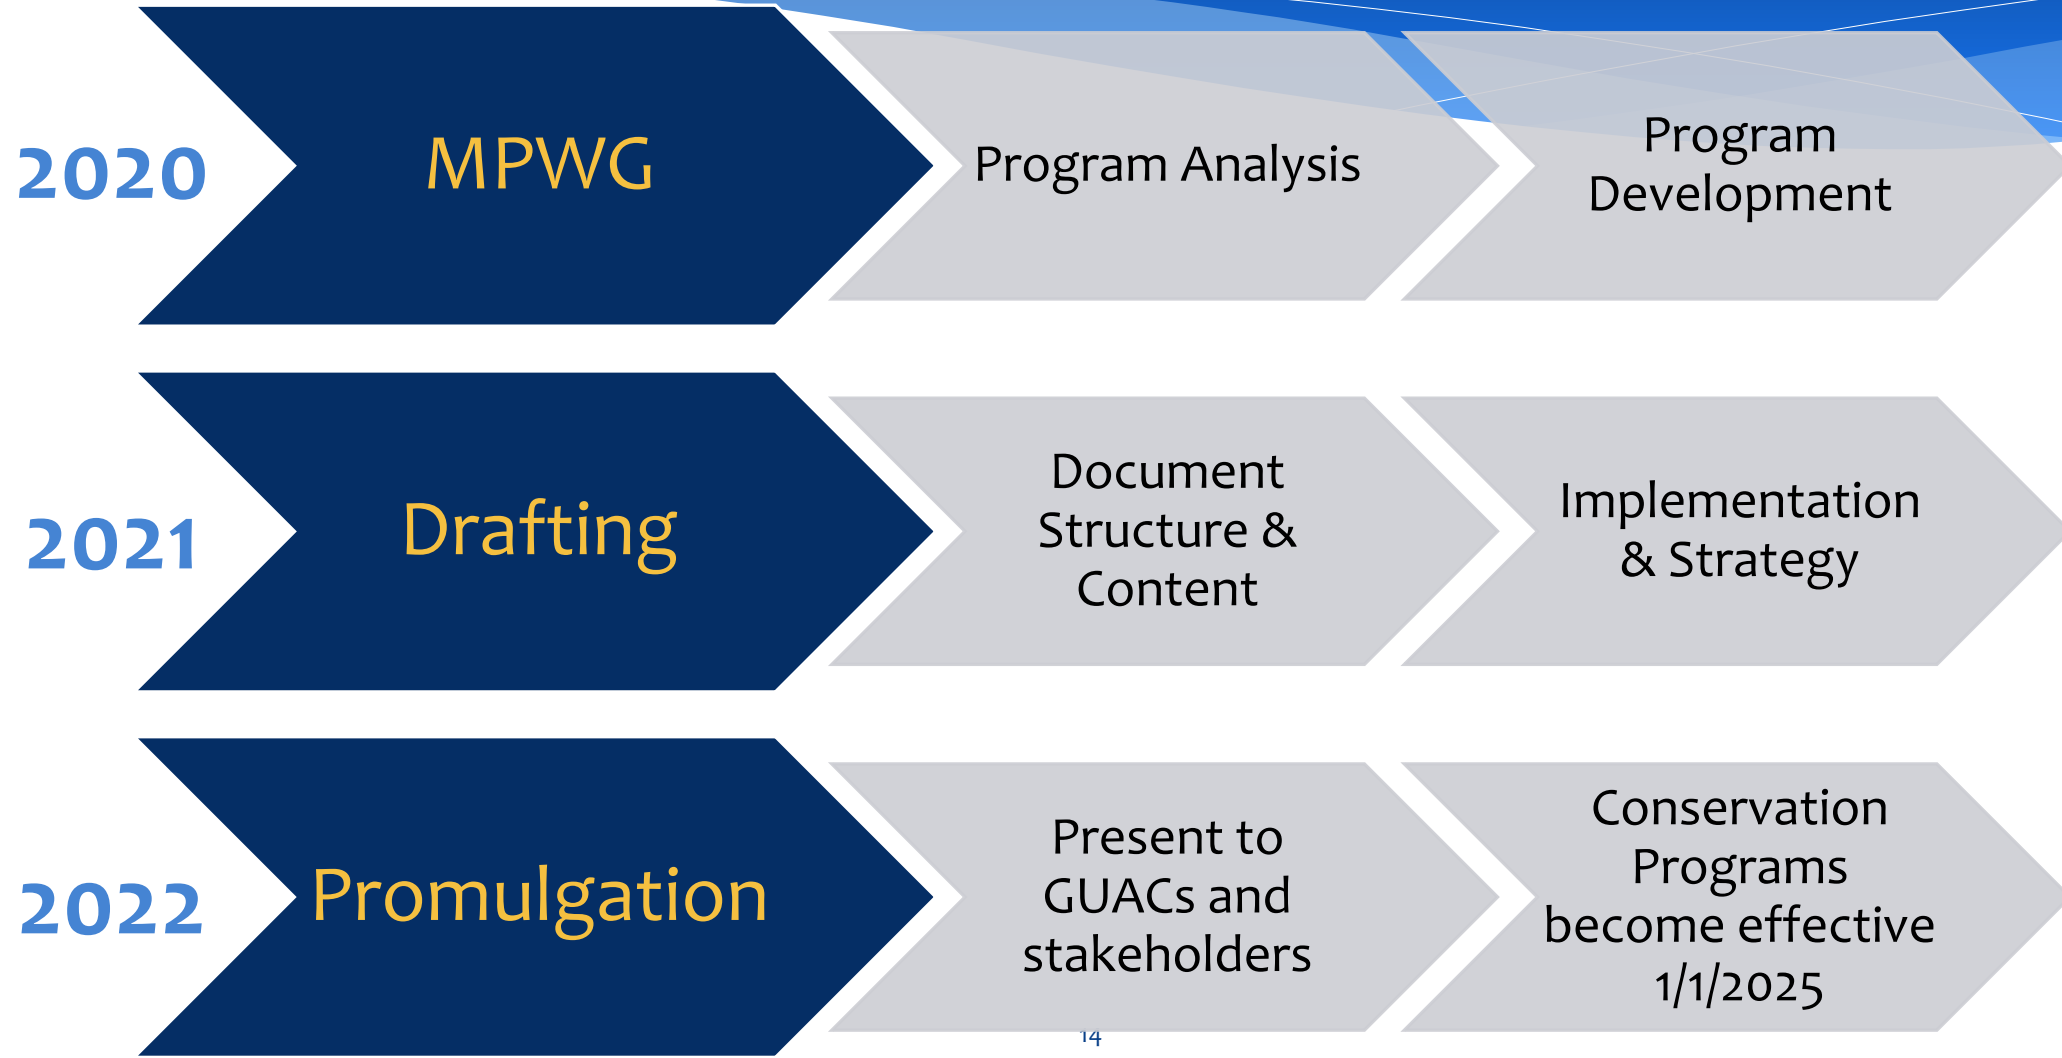 2020
MPWG
Program Analysis
Program
Development
2021
Drafting
Document
Structure &
Content
Implementation
& Strategy
2022
Promulgation
Present to
GUACs and
stakeholders
Conservation
Programs
become effective
1/1/2025
14